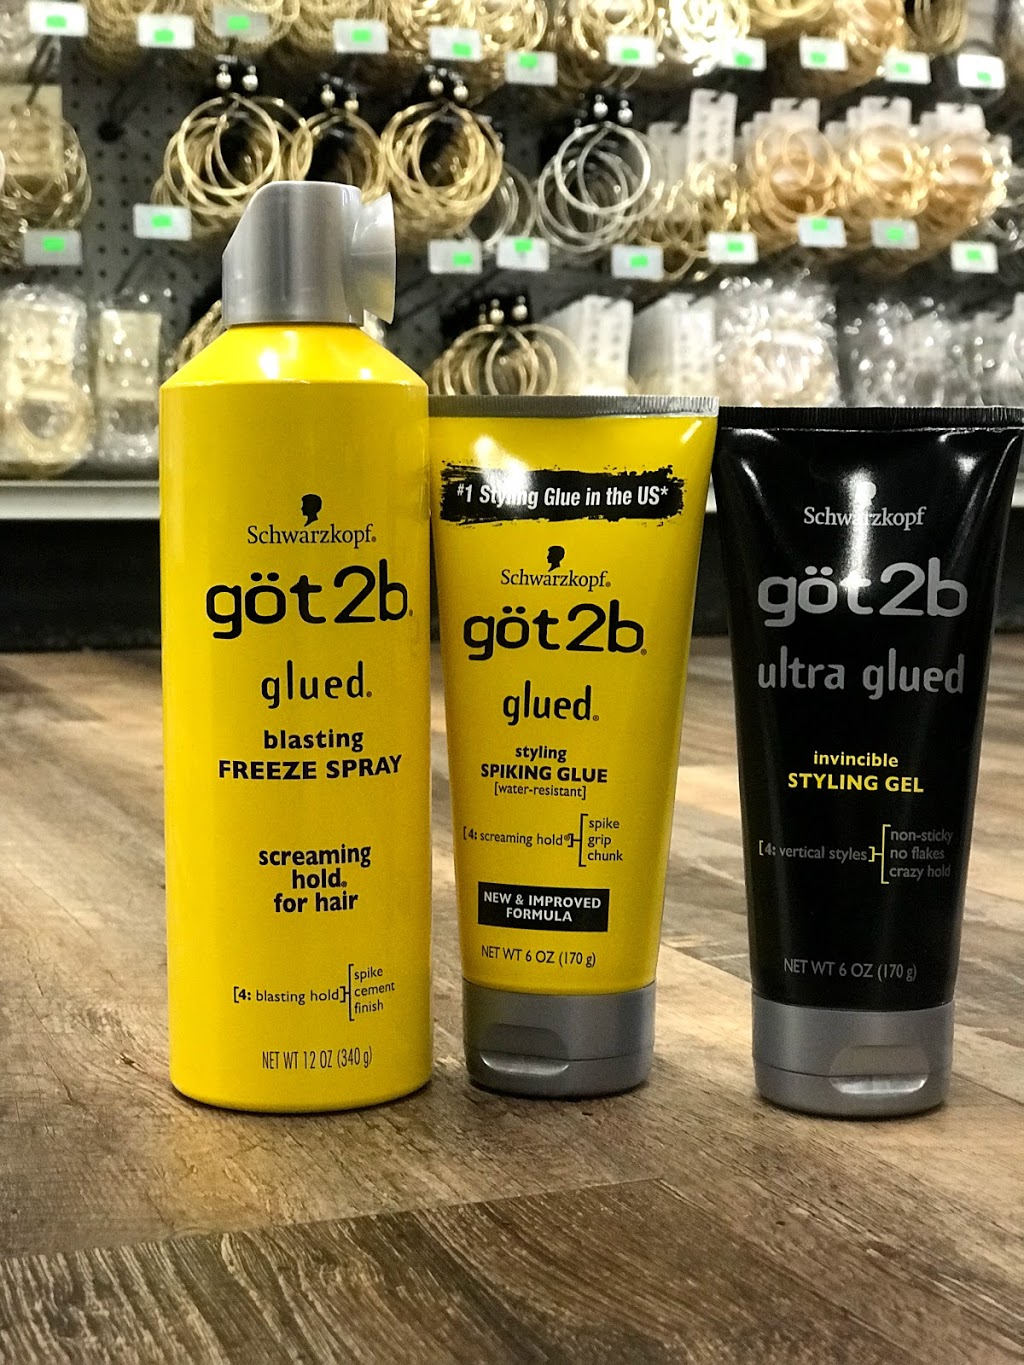 Schwarzkopf®
göt2b®
glued®
blasting
FREEZE SPRAY
screaming
hold®
for hair
[4: blasting hold]
spike
cement
finish
NET WT 12 OZ (340 g)
#1 Styling Glue in the US*
Schwarzkopf®
göt2b®
glued®
styling
SPIKING GLUE
[water-resistant]
[4: screaming hold®]
spike
grip
chunk
NEW & IMPROVED
FORMULA
NET WT 6 OZ (170 g)
Schwarzkopf
göt2b
ultra glued
invincible
STYLING GEL
[4: vertical styles]
non-sticky
no flakes
crazy hold
NET WT 6 OZ (170 g)